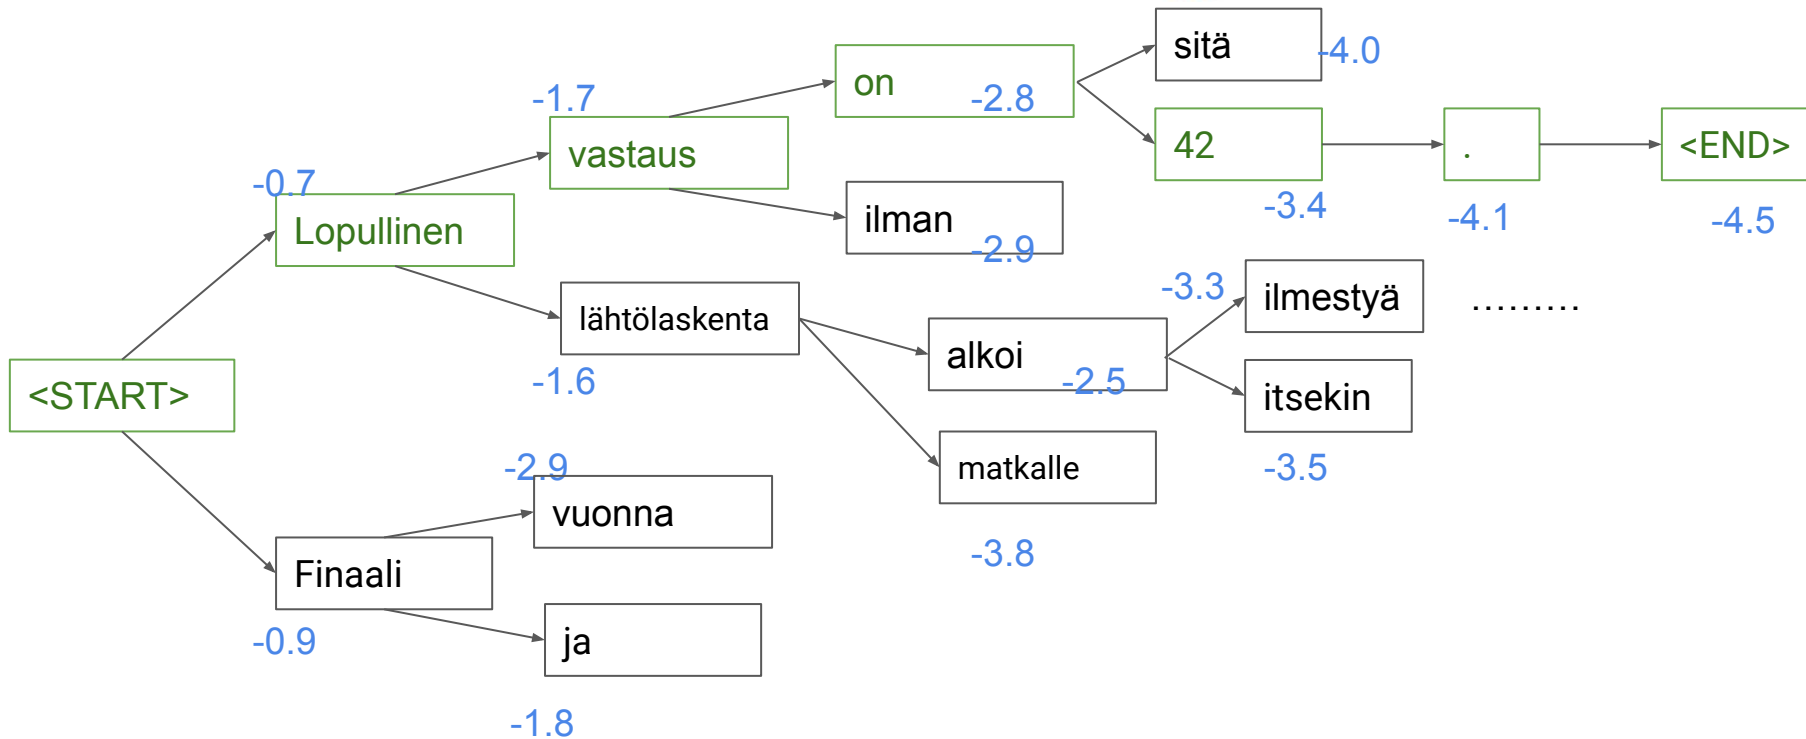 sitä
-4.0
on
-2.8
-1.7
42
-3.4
.
-4.1
<END>
-4.5
vastaus
-0.7
Lopullinen
ilman
-2.9
lähtölaskenta
-1.6
-3.3
ilmestyä
.........
alkoi
-2.5
<START>
itsekin
-3.5
matkalle
-3.8
-2.9
vuonna
Finaali
-0.9
ja
-1.8